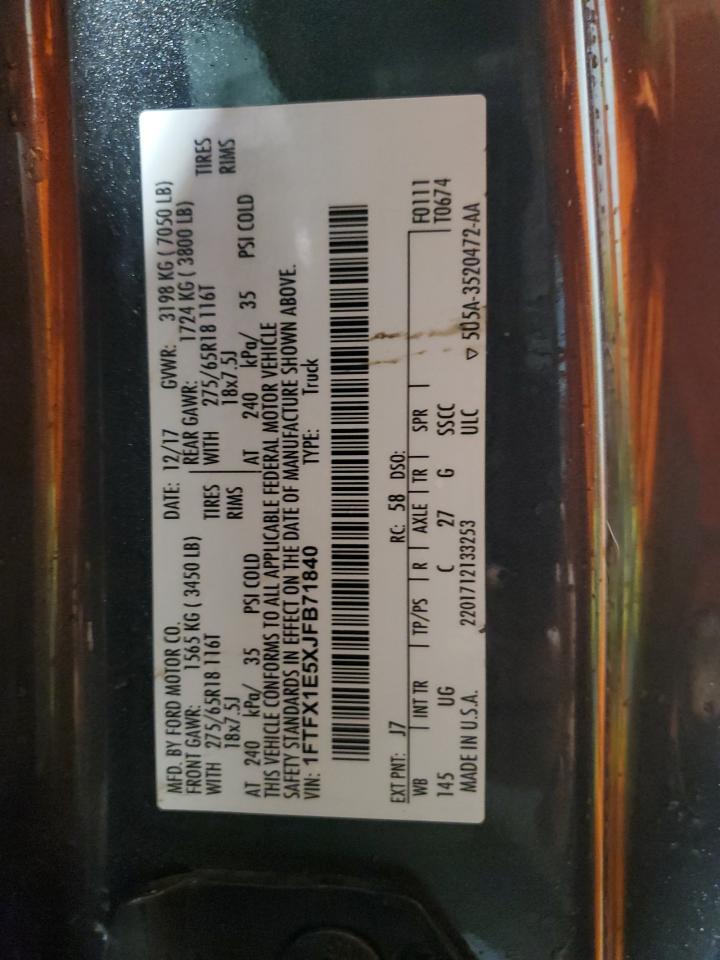 MFD. BY FORD MOTOR CO. DATE: 12/17 GVWR: 3198 KG ( 7050 LB)
FRONT GAWR: 1565 KG ( 3450 LB) REAR GAWR: 1724 KG ( 3800 LB)
WITH 275/65R18 116T TIRES WITH 275/65R18 116T TIRES
18x7.5J RIMS 18x7.5J RIMS
AT 240 kPa/ 35 PSI COLD AT 240 kPa/ 35 PSI COLD
THIS VEHICLE CONFORMS TO ALL APPLICABLE FEDERAL MOTOR VEHICLE
SAFETY STANDARDS IN EFFECT ON THE DATE OF MANUFACTURE SHOWN ABOVE.
VIN: 1FTFX1E5XJFB71840 TYPE: Truck
EXT PNT: J7 RC: 58 DSO:
WB INT TR TP/PS R AXLE TR SPR F0111
145 UG C 27 G SSCC T0674
MADE IN U.S.A. 2201712133253 ULC ▽ 5U5A-3520472-AA